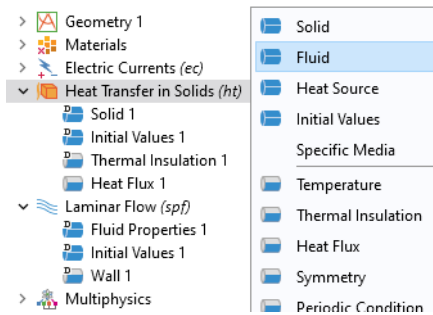 Geometry 1
Materials
Electric Currents (ec)
Heat Transfer in Solids (ht)
D Solid 1
D Initial Values 1
D Thermal Insulation 1
Heat Flux 1
Laminar Flow (spf)
D Fluid Properties 1
D Initial Values 1
D Wall 1
Multiphysics
Solid
Fluid
Heat Source
Initial Values
Specific Media
Temperature
Thermal Insulation
Heat Flux
Symmetry
Periodic Condition